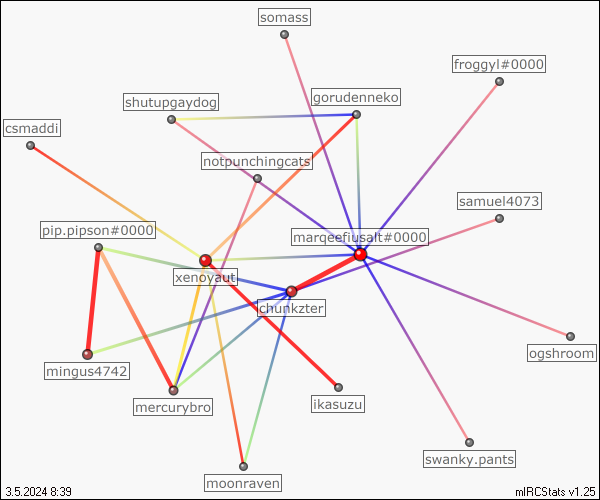 somass
froggyl#0000
gorudenneko
shutupgaydog
csmaddi
notpunchingcats
samuel4073
pip.pipson#0000
marqeefiusalt#0000
xenoyaut
chunkzter
ogshroom
mingus4742
ikasuzu
mercurybro
swanky.pants
moonraven
3.5.2024 8:39
mIRCStats v1.25